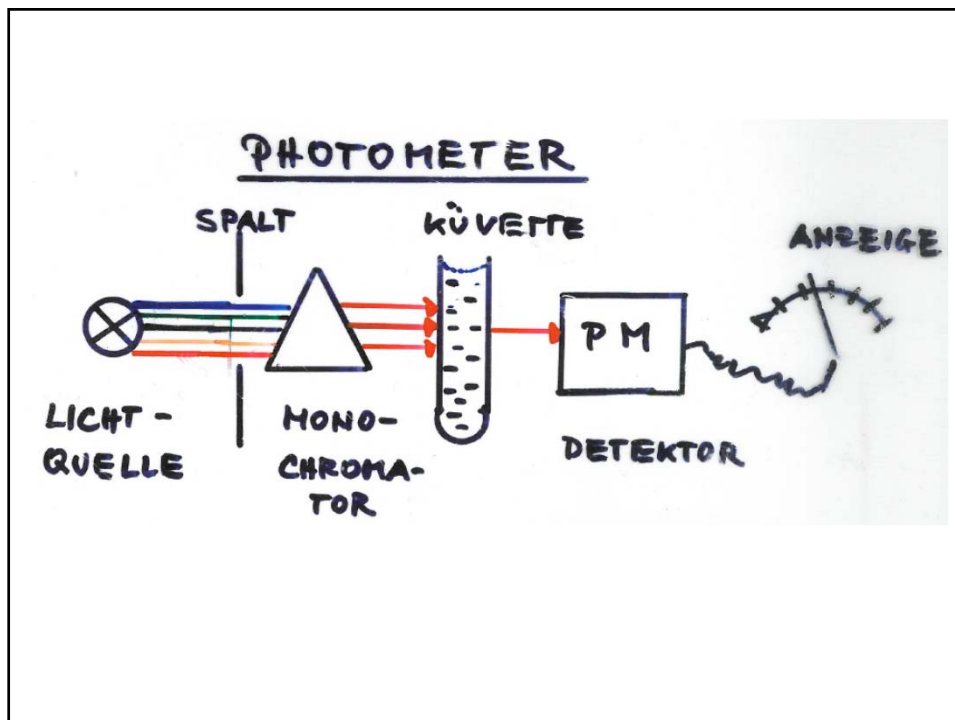 PHOTOMETER
SPALT
KÜVETTE
ANZEIGE
PM
LICHT-
QUELLE
MONO-
CHROMA-
TOR
DETEKTOR